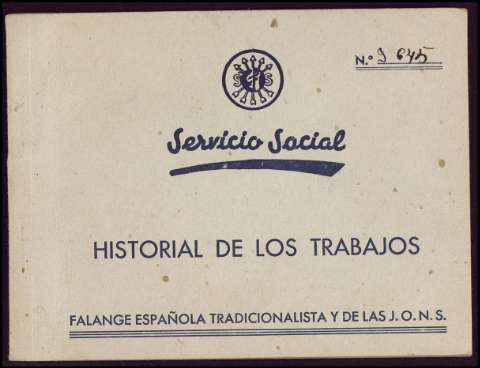 N.º 2 645
S S
Servicio Social
HISTORIAL DE LOS TRABAJOS
FALANGE ESPAÑOLA TRADICIONALISTA Y DE LAS J.O.N.S.